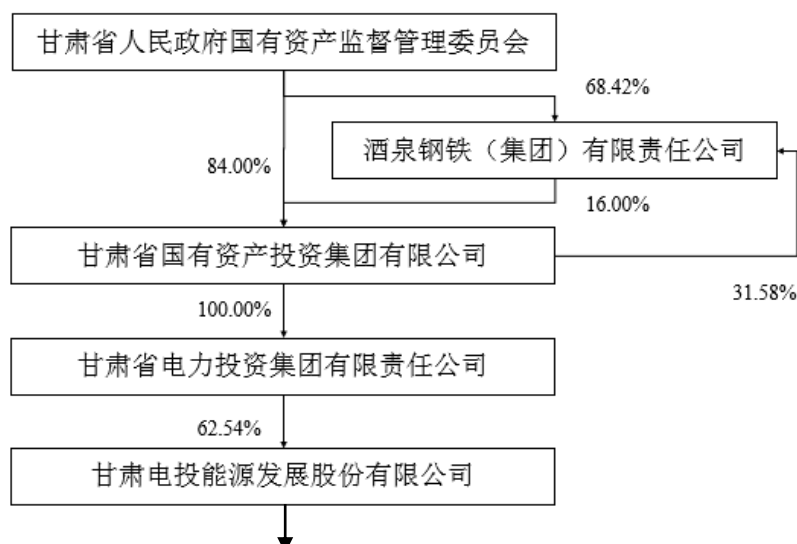 甘肃省人民政府国有资产监督管理委员会
68.42%
酒泉钢铁（集团）有限责任公司
84.00%
16.00%
甘肃省国有资产投资集团有限公司
31.58%
100.00%
甘肃省电力投资集团有限责任公司
62.54%
甘肃电投能源发展股份有限公司